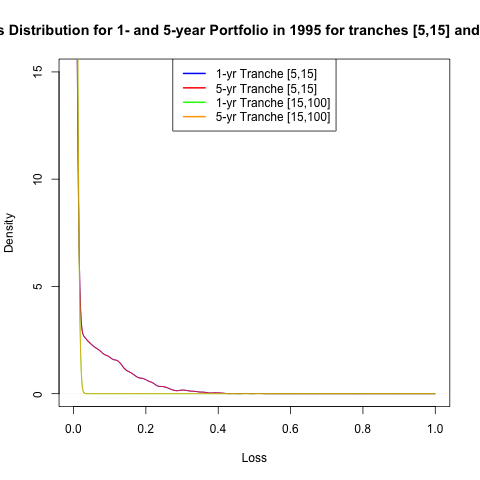 s Distribution for 1- and 5-year Portfolio in 1995 for tranches [5,15] and
1-yr Tranche [5,15]
5-yr Tranche [5,15]
1-yr Tranche [15,100]
5-yr Tranche [15,100]
15
10
5
0
Density
0.0 0.2 0.4 0.6 0.8 1.0
Loss